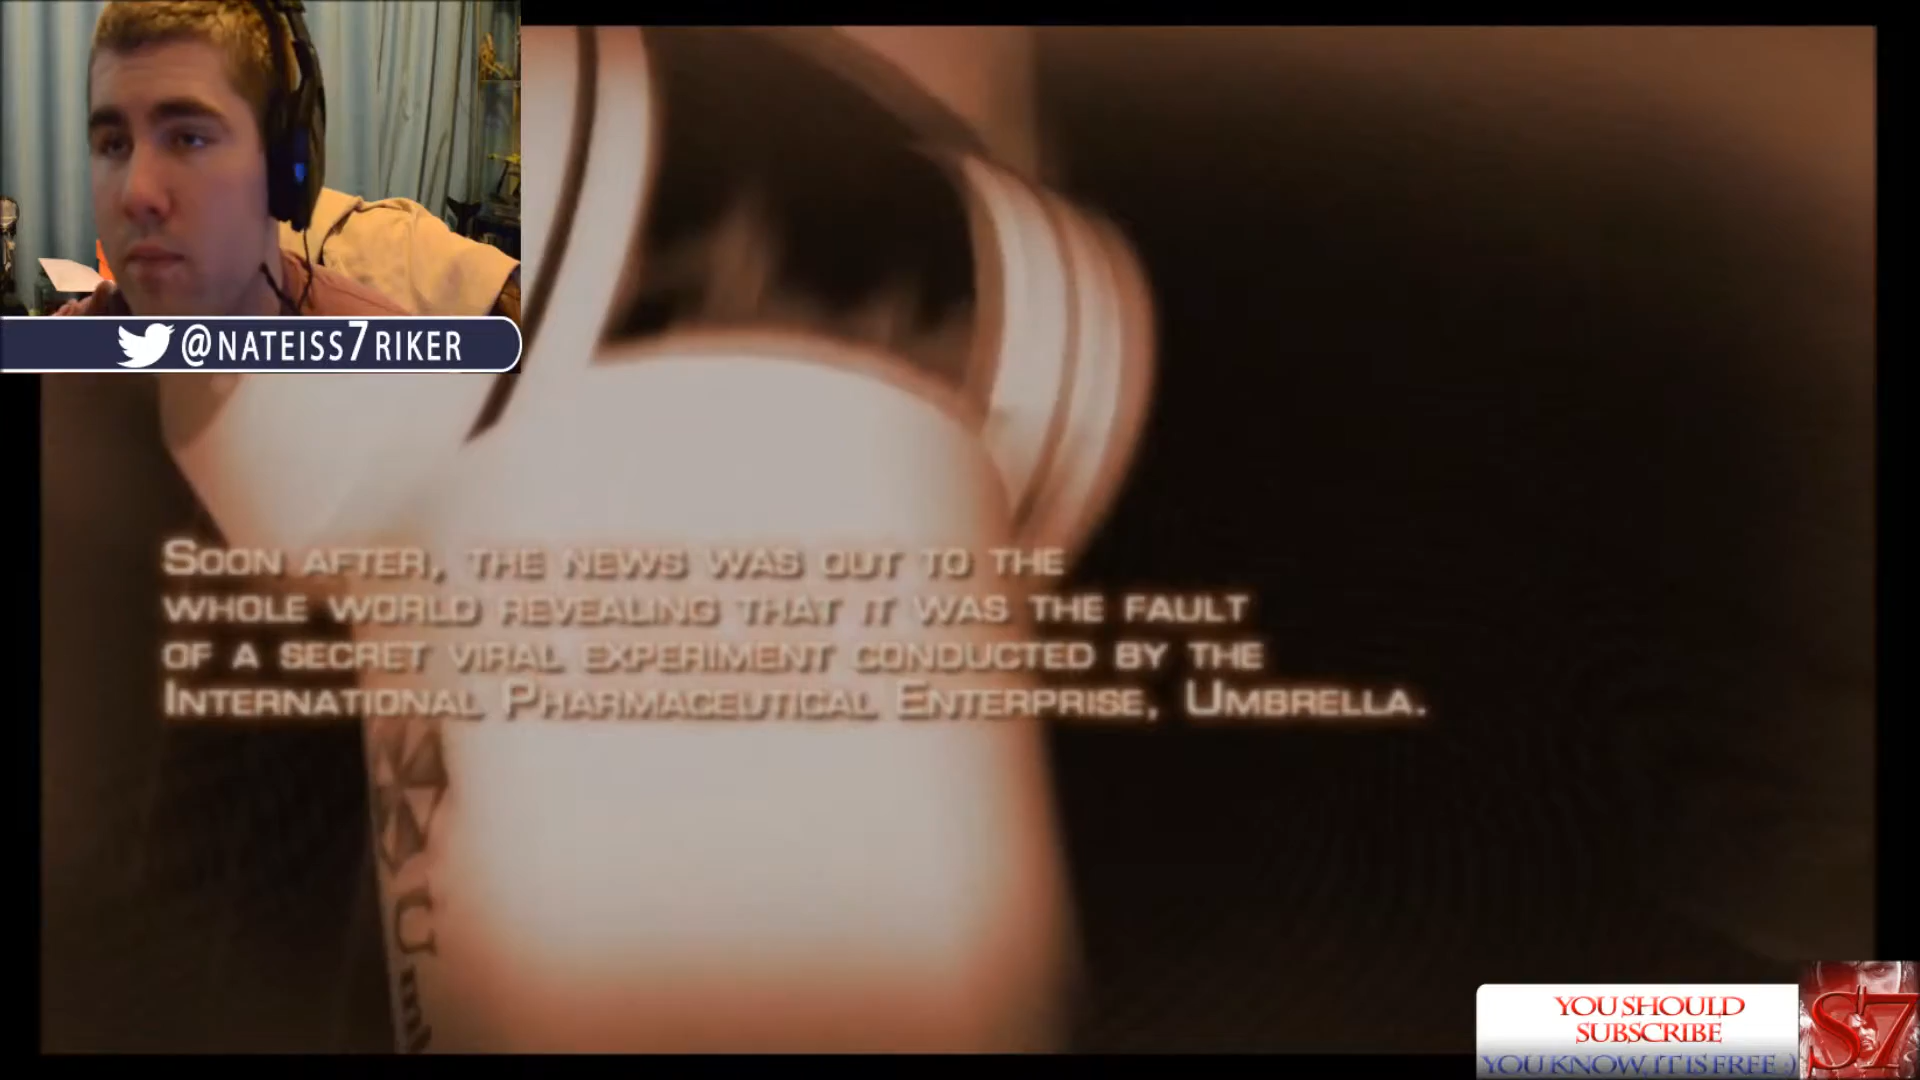 @NATEISS7RIKER
SOON AFTER, THE NEWS WAS OUT TO THE
WHOLE WORLD REVEALING THAT IT WAS THE FAULT
OF A SECRET VIRAL EXPERIMENT CONDUCTED BY THE
INTERNATIONAL PHARMACEUTICAL ENTERPRISE, UMBRELLA.
Um
YOU SHOULD
SUBSCRIBE
YOU KNOW, IT IS FREE :)
S7